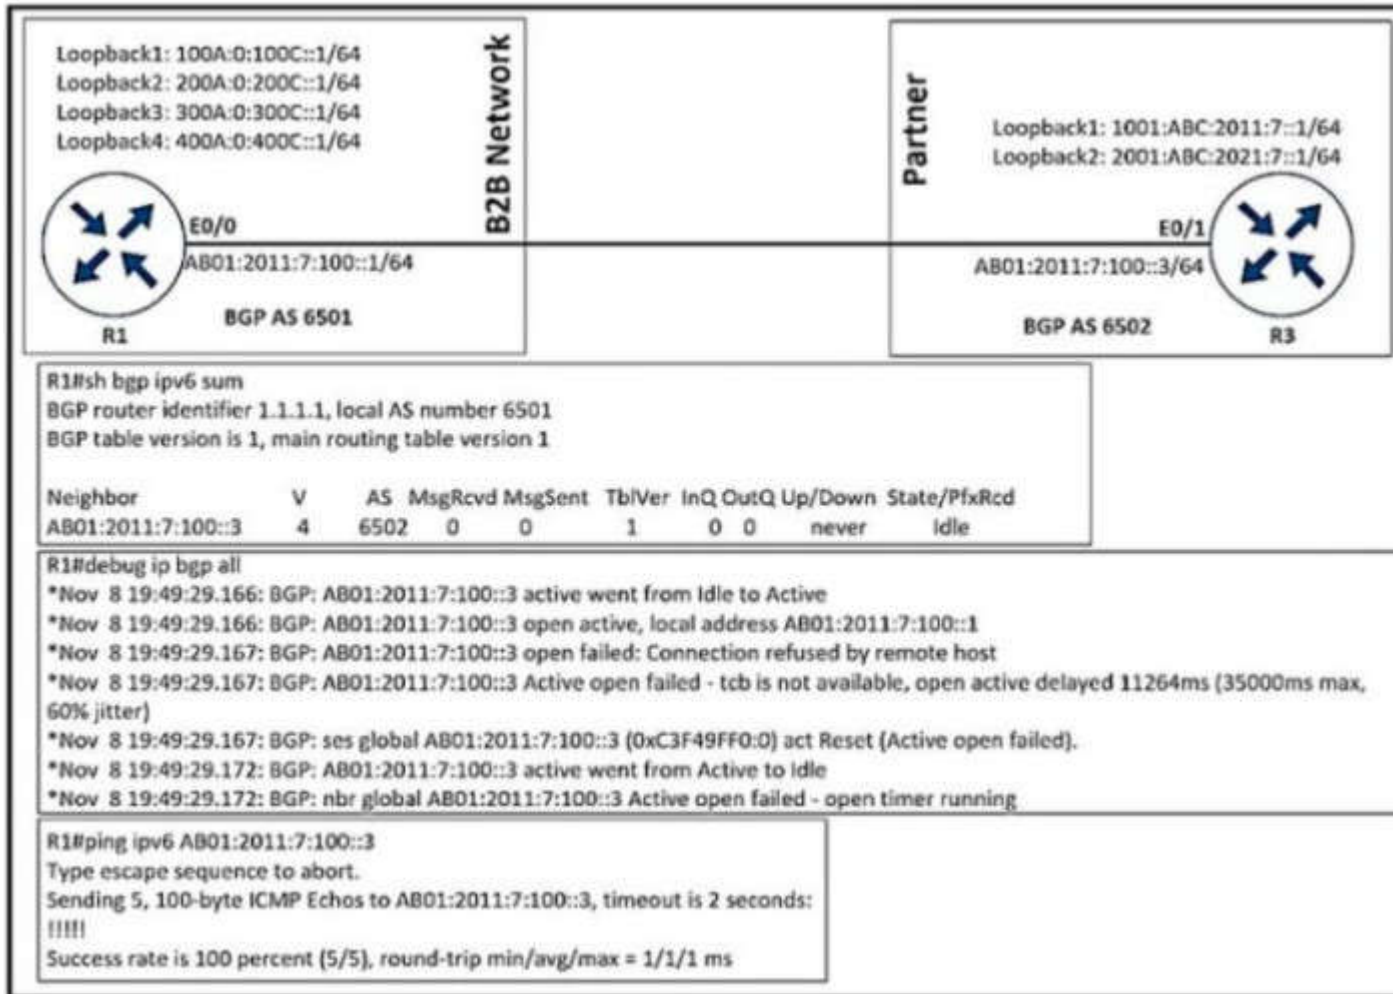 Loopback1: 100A:0:100C::1/64
Loopback2: 200A:0:200C::1/64
Loopback3: 300A:0:300C::1/64
Loopback4: 400A:0:400C::1/64
B2B Network
E0/0
AB01:2011:7:100::1/64
BGP AS 6501
R1
Partner
Loopback1: 1001:ABC:2011:7::1/64
Loopback2: 2001:ABC:2021:7::1/64
E0/1
AB01:2011:7:100::3/64
BGP AS 6502
R3
R1#sh bgp ipv6 sum
BGP router identifier 1.1.1.1, local AS number 6501
BGP table version is 1, main routing table version 1
Neighbor V AS MsgRcvd MsgSent TblVer InQ OutQ Up/Down State/PfxRcd
AB01:2011:7:100::3 4 6502 0 0 1 0 0 never Idle
R1#debug ip bgp all
*Nov 8 19:49:29.166: BGP: AB01:2011:7:100::3 active went from Idle to Active
*Nov 8 19:49:29.166: BGP: AB01:2011:7:100::3 open active, local address AB01:2011:7:100::1
*Nov 8 19:49:29.167: BGP: AB01:2011:7:100::3 open failed: Connection refused by remote host
*Nov 8 19:49:29.167: BGP: AB01:2011:7:100::3 Active open failed - tcb is not available, open active delayed 11264ms (35000ms max,
60% jitter)
*Nov 8 19:49:29.167: BGP: ses global AB01:2011:7:100::3 (0xC3F49FF0:0) act Reset (Active open failed).
*Nov 8 19:49:29.172: BGP: AB01:2011:7:100::3 active went from Active to Idle
*Nov 8 19:49:29.172: BGP: nbr global AB01:2011:7:100::3 Active open failed - open timer running
R1#ping ipv6 AB01:2011:7:100::3
Type escape sequence to abort.
Sending 5, 100-byte ICMP Echos to AB01:2011:7:100::3, timeout is 2 seconds:
!!!!!
Success rate is 100 percent (5/5), round-trip min/avg/max = 1/1/1 ms